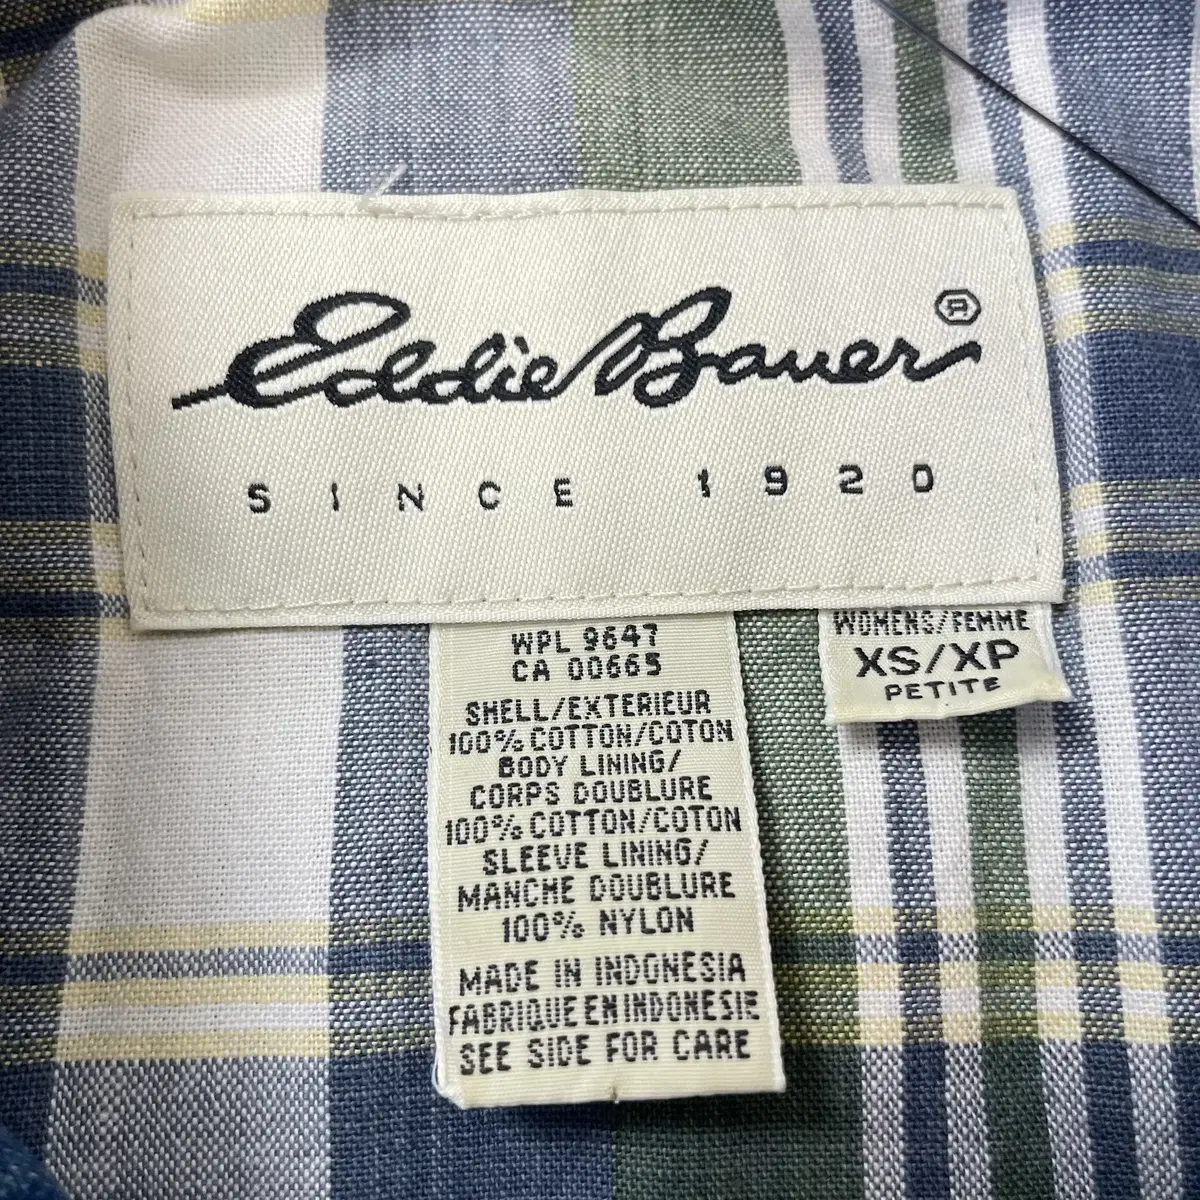 Eddie Bauer ®
SINCE 1920
WPL 9647
CA 00665
SHELL/EXTERIEUR
100% COTTON/COTON
BODY LINING/
CORPS DOUBLURE
100% COTTON/COTON
SLEEVE LINING/
MANCHE DOUBLURE
100% NYLON
MADE IN INDONESIA
FABRIQUE EN INDONESIE
SEE SIDE FOR CARE
WOMENS/FEMME
XS/XP
PETITE